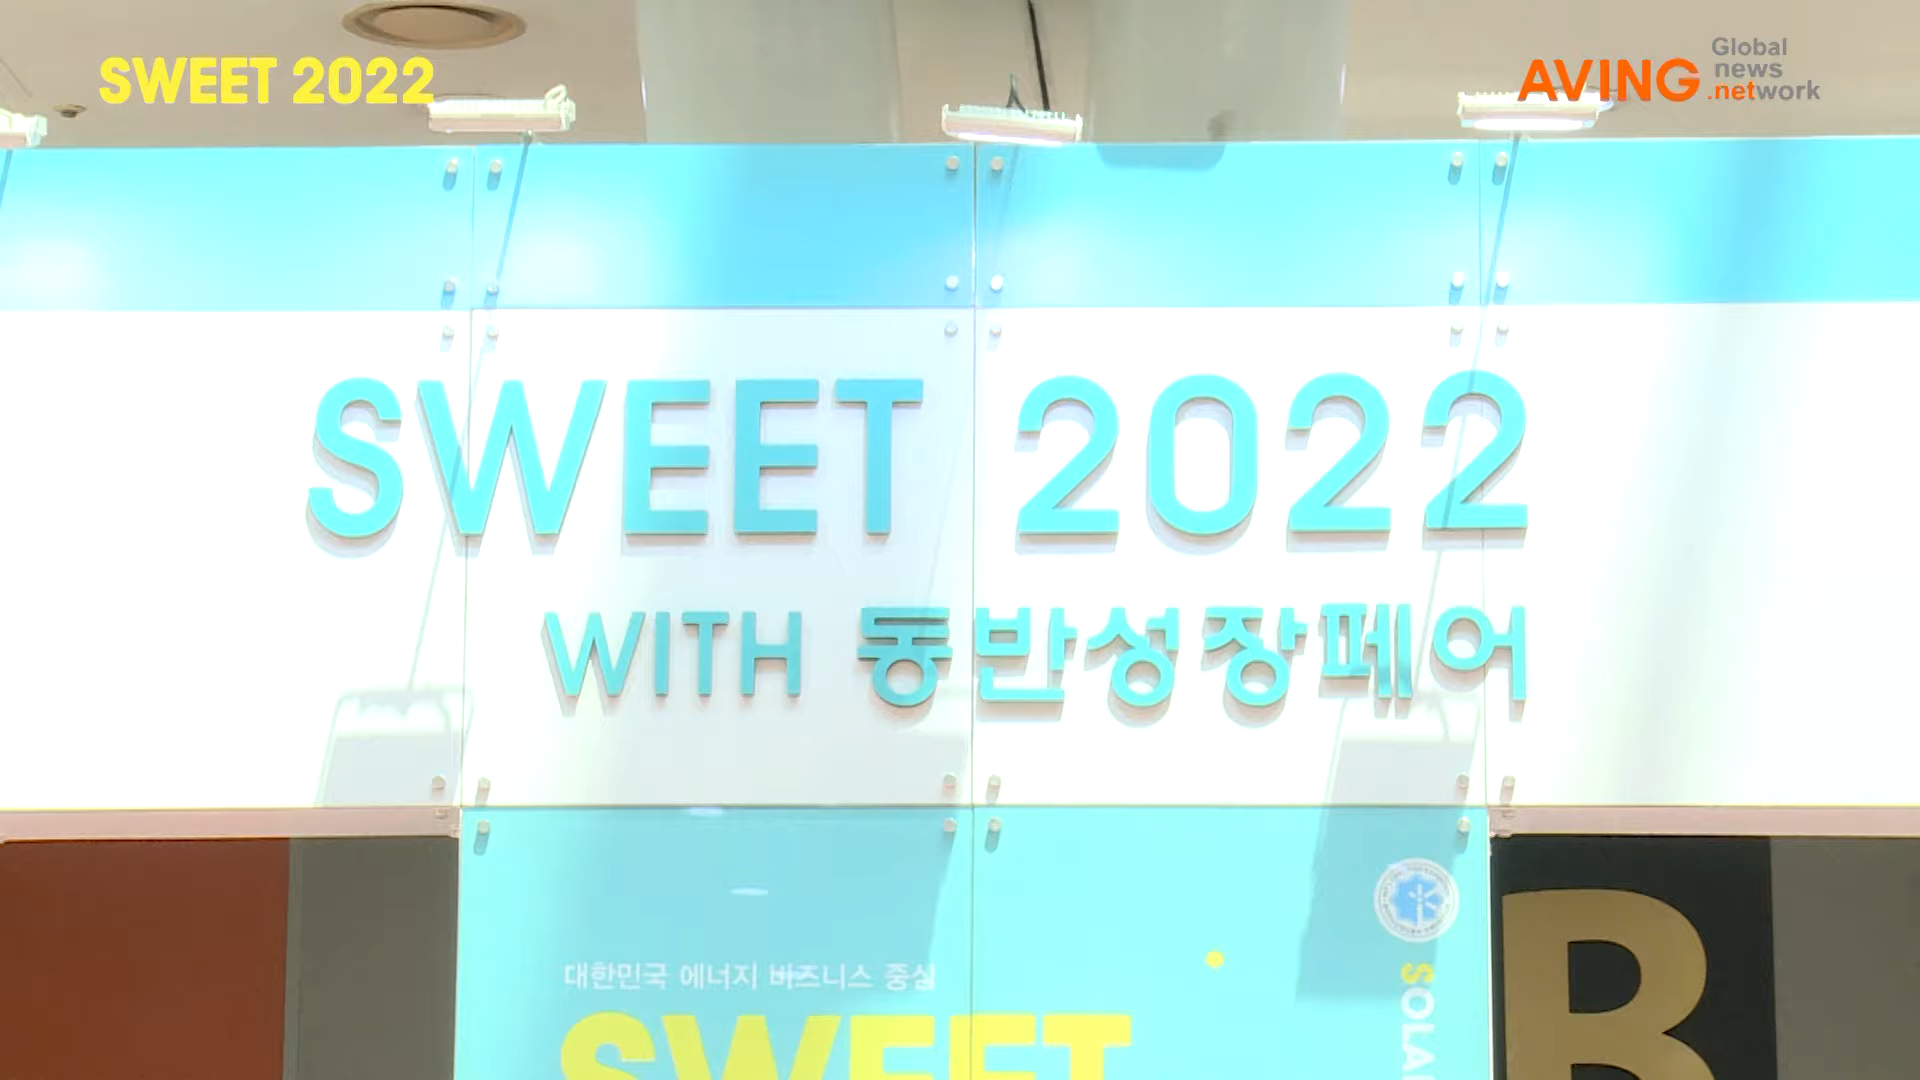 SWEET 2022
AVING
Global
news
.network
SWEET 2022
WITH 동반성장페어
대한민국 에너지 비즈니스 중심
SWEET
B